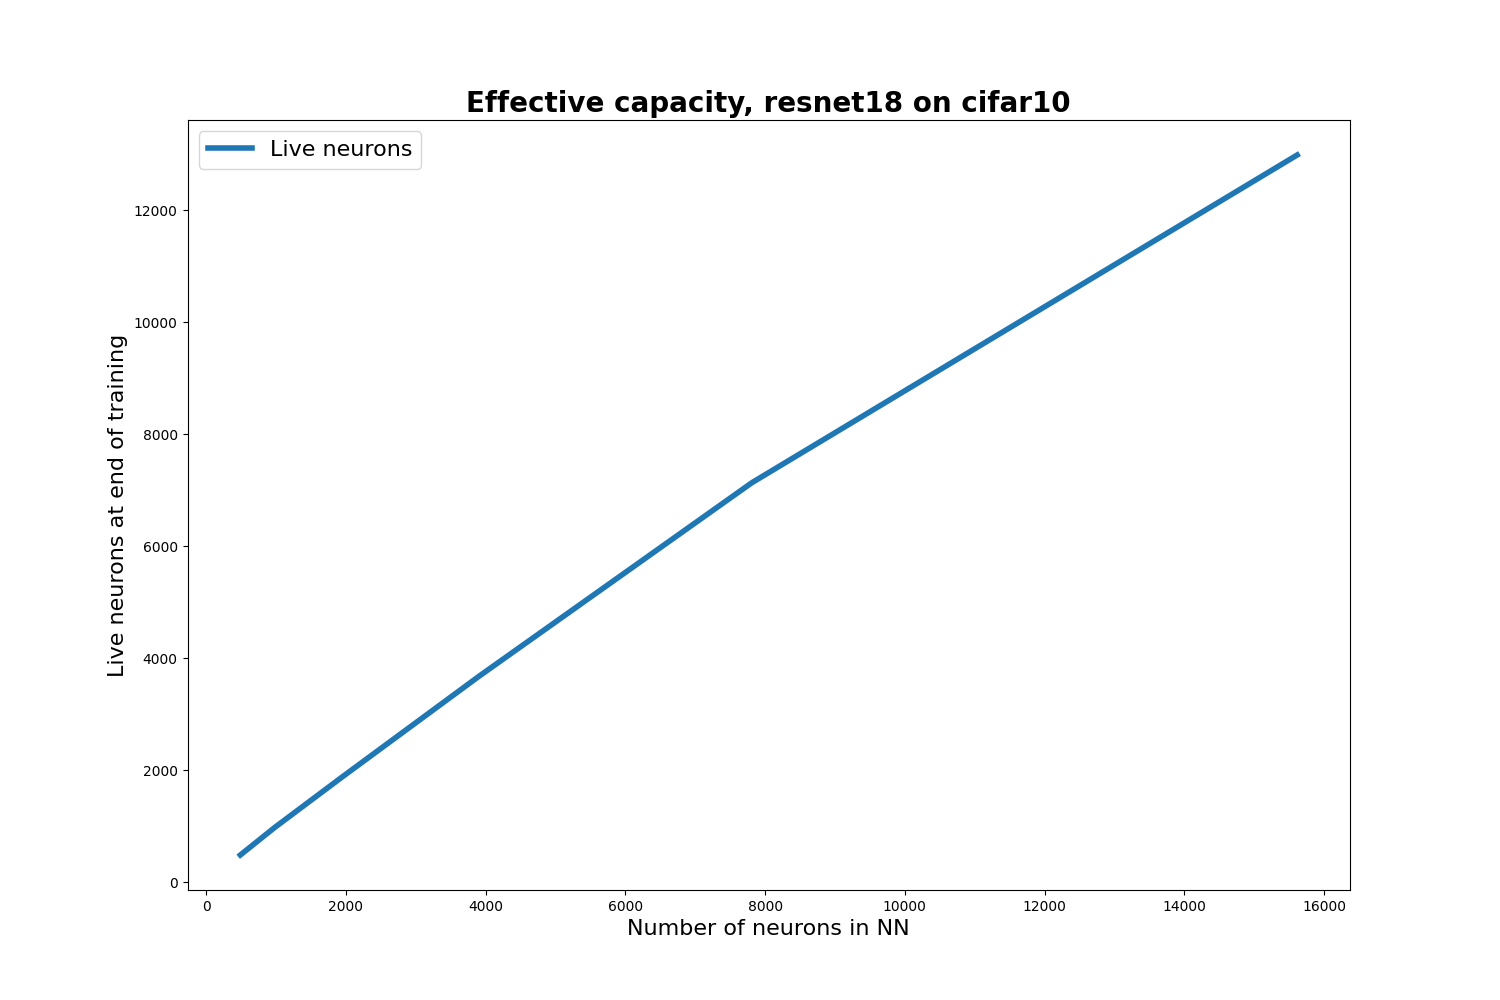 Effective capacity, resnet18 on cifar10
Live neurons
12000
10000
8000
6000
4000
2000
0
Live neurons at end of training
0 2000 4000 6000 8000 10000 12000 14000 16000
Number of neurons in NN